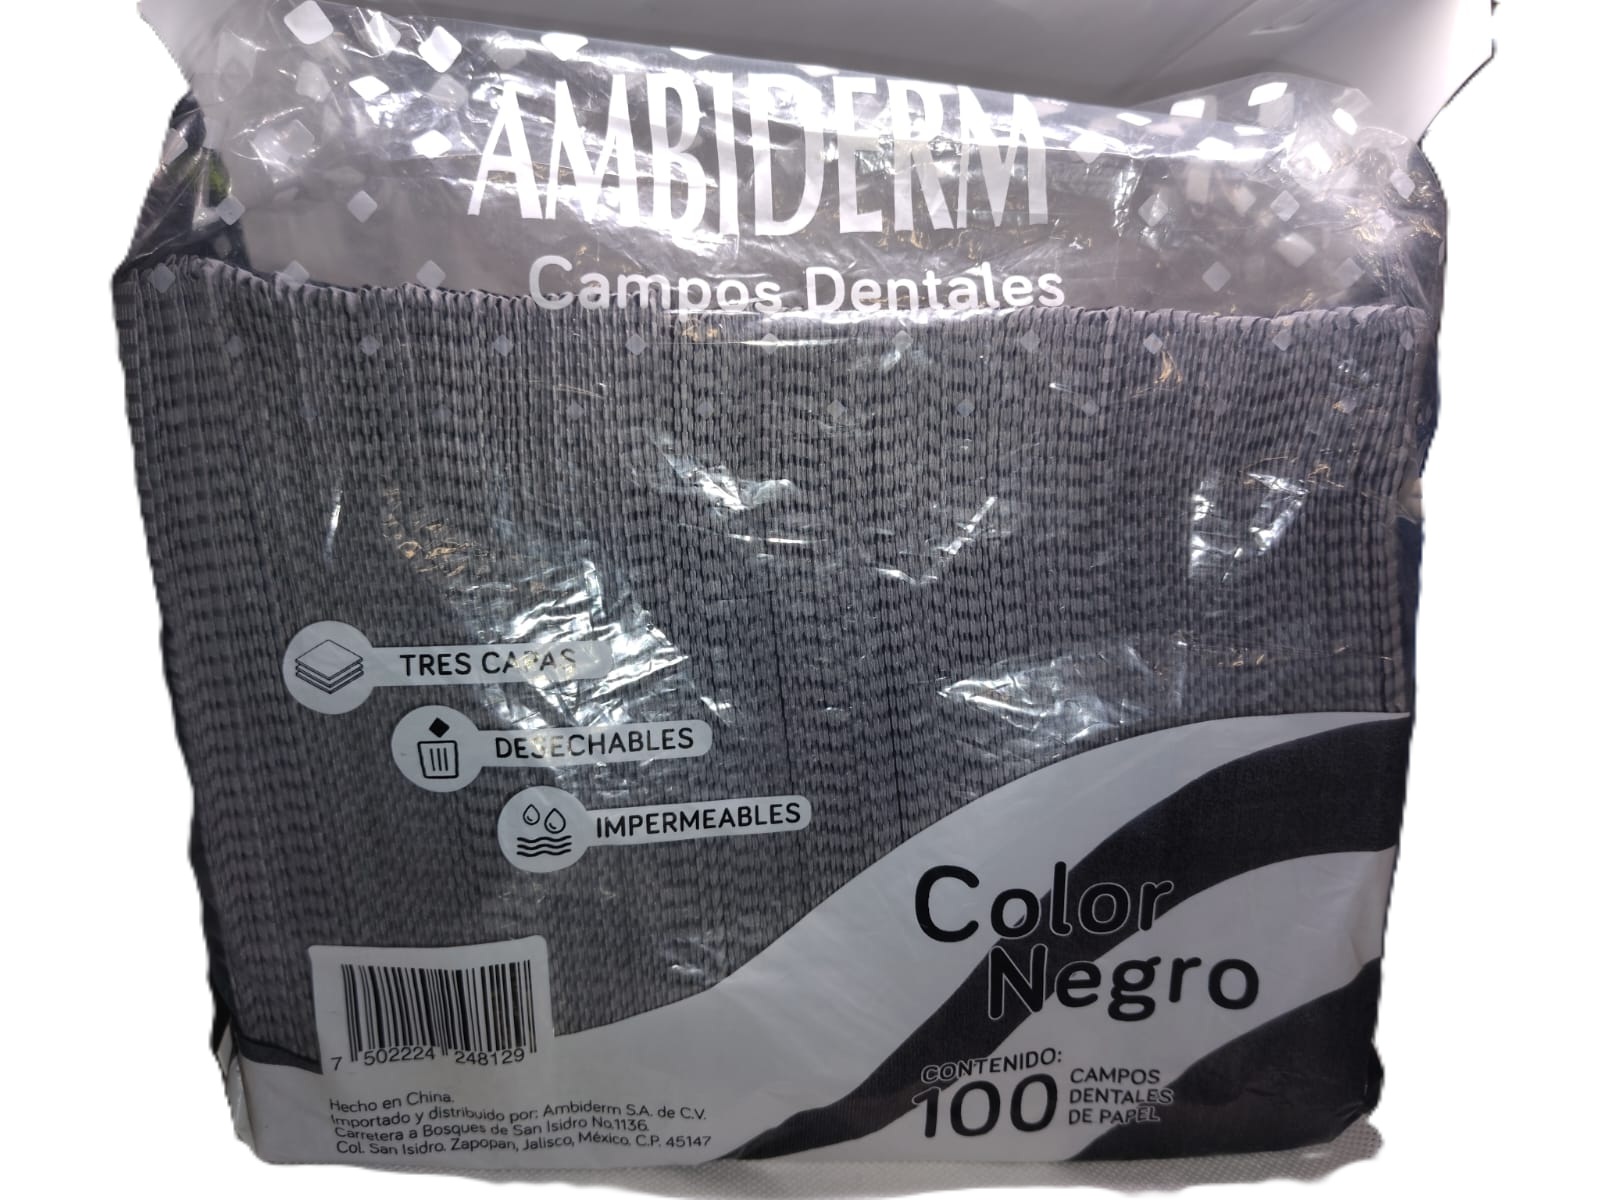 AMBIDERM
Campos Dentales
TRES CAPAS
DESECHABLES
IMPERMEABLES
Color
Negro
CONTENIDO:
100 CAMPOS
DENTALES
DE PAPEL
7 502224 248129
Hecho en China.
Importado y distribuido por: Ambiderm S.A. de C.V.
Carretera a Bosques de San Isidro No.1136.
Col. San Isidro. Zapopan, Jalisco, México. C.P. 45147